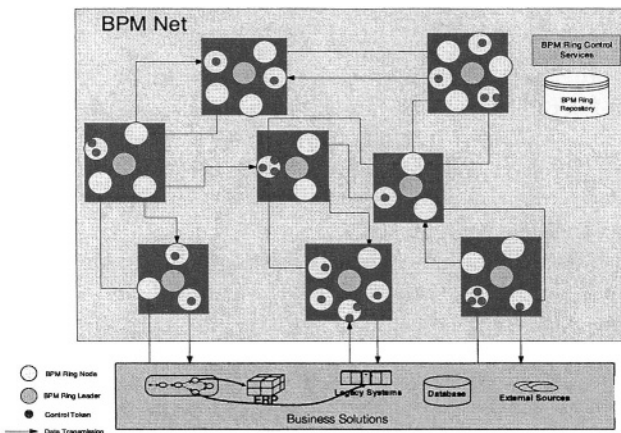 BPM Net
BPM Ring Control
Services
BPM Ring
Repository
BPM Ring Node
BPM Ring Leader
Control Token
Data Transmission
ERP
Legacy Systems
Database
External Sources
Business Solutions